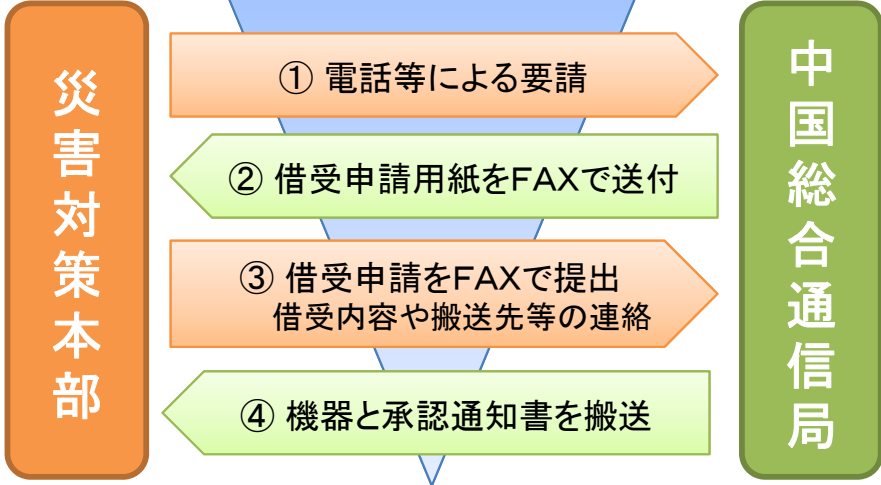 災害対策本部
① 電話等による要請
② 借受申請用紙をFAXで送付
③ 借受申請をFAXで提出
借受内容や搬送先等の連絡
④ 機器と承認通知書を搬送
中国総合通信局